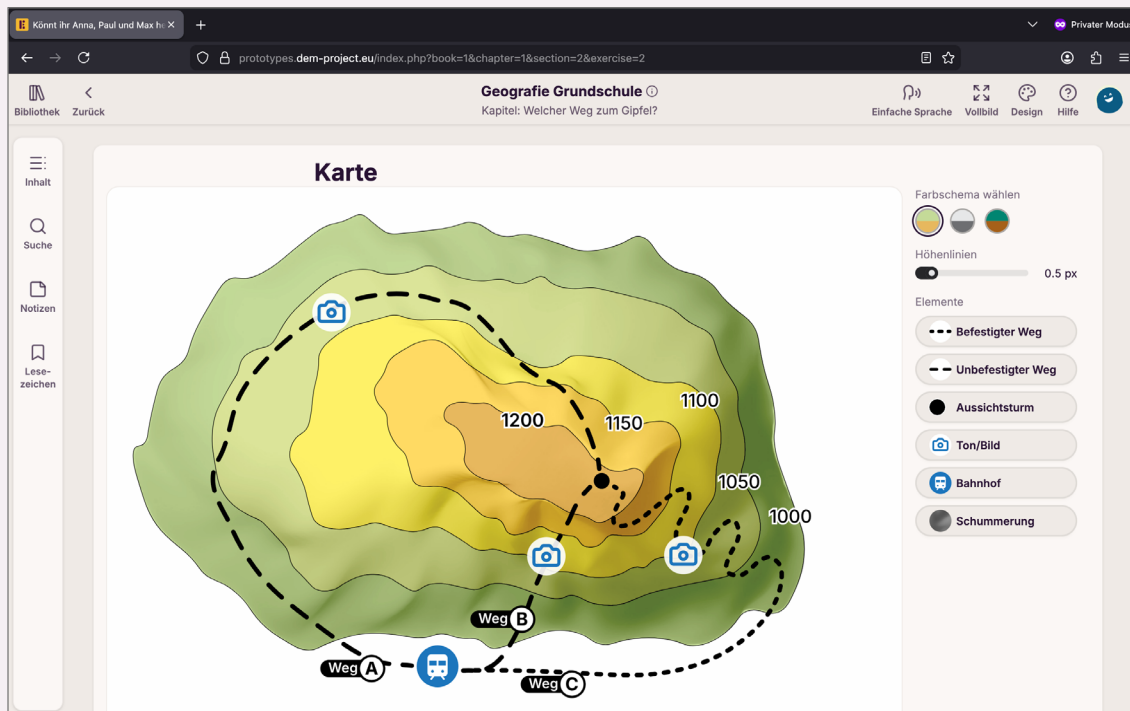 Könnt ihr Anna, Paul und Max he
Privater Modus
prototypes.dem-project.eu/index.php?book=1&chapter=1&section=2&exercise=2
Bibliothek
Zurück
Geografie Grundschule
Kapitel: Welcher Weg zum Gipfel?
Einfache Sprache
Vollbild
Design
Hilfe
Inhalt
Suche
Notizen
Lese-
zeichen
Karte
1200
1150
1100
1050
1000
Weg B
Weg A
Weg C
Farbschema wählen
Höhenlinien
0.5 px
Elemente
Befestigter Weg
Unbefestigter Weg
Aussichtsturm
Ton/Bild
Bahnhof
Schummerung